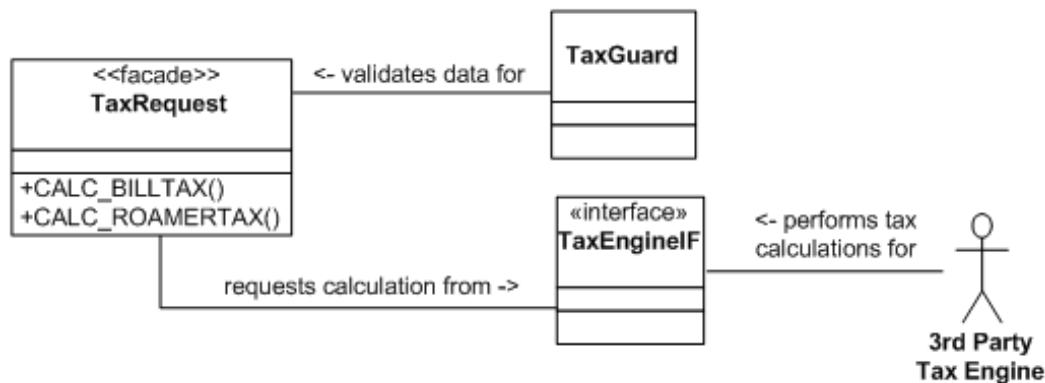 <<facade>>
TaxRequest
+CALC_BILLTAX()
+CALC_ROAMERTAX()
<- validates data for
TaxGuard
requests calculation from ->
«interface»
TaxEngineIF
<- performs tax
calculations for
3rd Party
Tax Engine